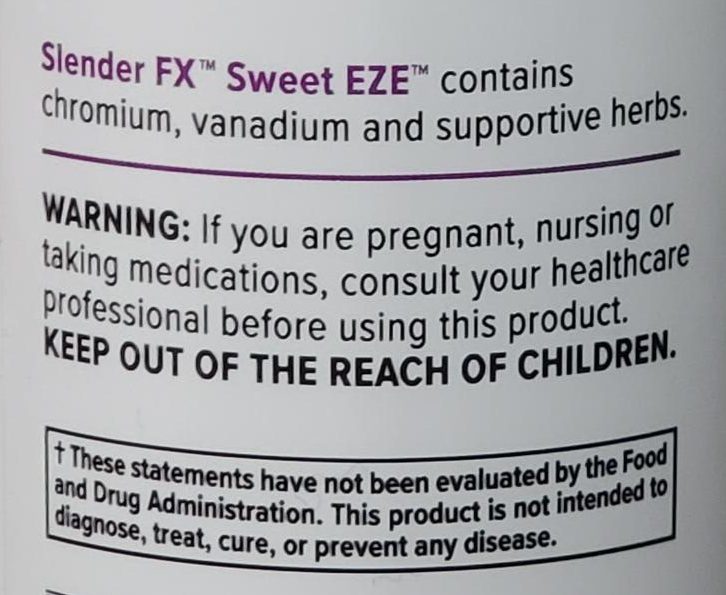 Slender FX™ Sweet EZE™ contains
chromium, vanadium and supportive herbs.
WARNING: If you are pregnant, nursing or
taking medications, consult your healthcare
professional before using this product.
KEEP OUT OF THE REACH OF CHILDREN.
† These statements have not been evaluated by the Food
and Drug Administration. This product is not intended to
diagnose, treat, cure, or prevent any disease.